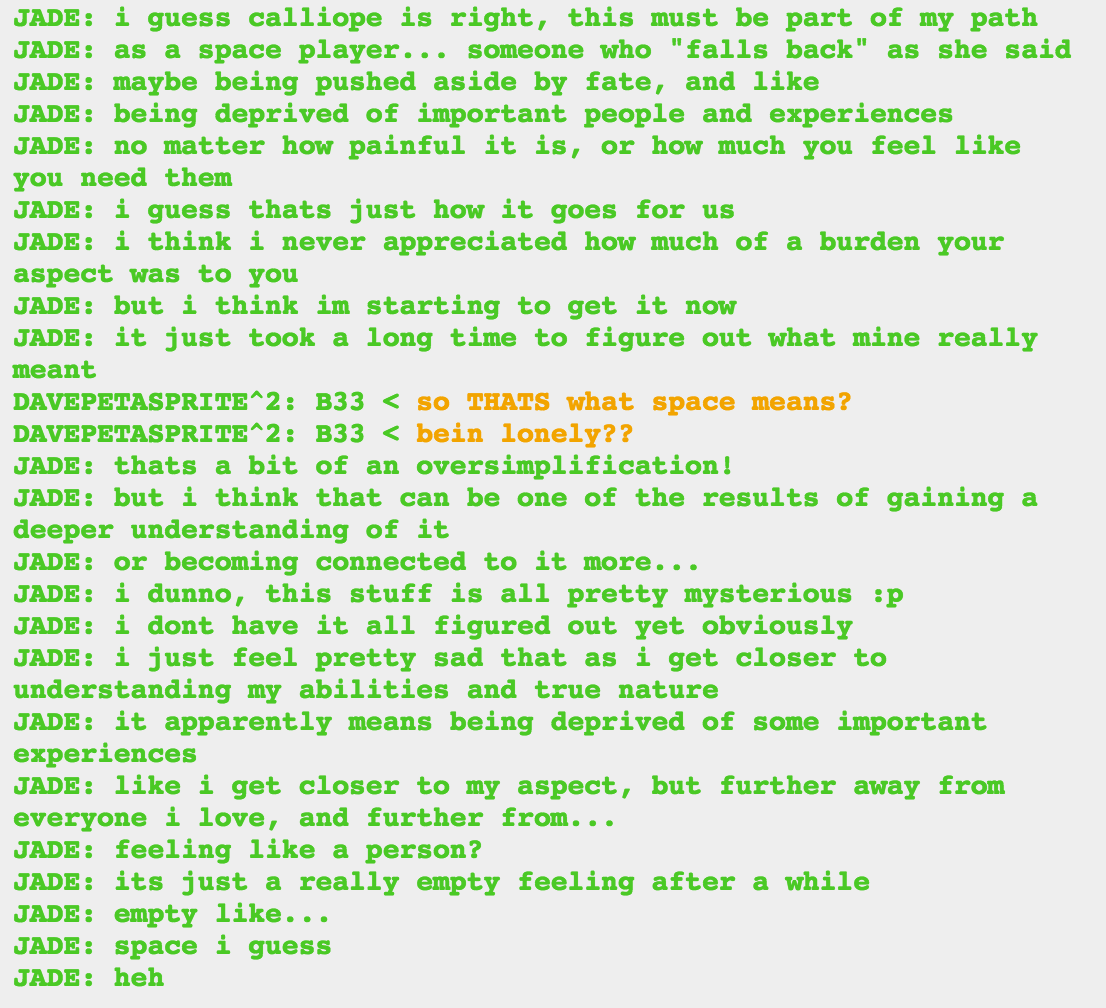 JADE: i guess calliope is right, this must be part of my path
JADE: as a space player... someone who "falls back" as she said
JADE: maybe being pushed aside by fate, and like
JADE: being deprived of important people and experiences
JADE: no matter how painful it is, or how much you feel like
you need them
JADE: i guess thats just how it goes for us
JADE: i think i never appreciated how much of a burden your
aspect was to you
JADE: but i think im starting to get it now
JADE: it just took a long time to figure out what mine really
meant
DAVEPETASPRITE^2: B33 < so THATS what space means?
DAVEPETASPRITE^2: B33 < bein lonely??
JADE: thats a bit of an oversimplification!
JADE: but i think that can be one of the results of gaining a
deeper understanding of it
JADE: or becoming connected to it more...
JADE: i dunno, this stuff is all pretty mysterious :p
JADE: i dont have it all figured out yet obviously
JADE: i just feel pretty sad that as i get closer to
understanding my abilities and true nature
JADE: it apparently means being deprived of some important
experiences
JADE: like i get closer to my aspect, but further away from
everyone i love, and further from...
JADE: feeling like a person?
JADE: its just a really empty feeling after a while
JADE: empty like...
JADE: space i guess
JADE: heh